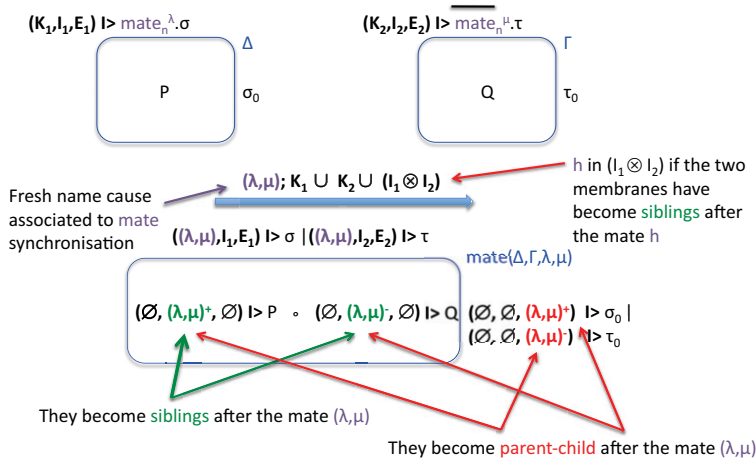 (K₁,I₁,E₁) I> mateₙ^λ.σ
(K₂,I₂,E₂) I> mateₙ^μ.τ
Δ
Γ
P
σ₀
Q
τ₀
(λ,μ); K₁ ∪ K₂ ∪ (I₁ ⊗ I₂)
h in (I₁ ⊗ I₂) if the two
membranes have
become siblings after
the mate h
Fresh name cause
associated to mate
synchronisation
((λ,μ),I₁,E₁) I> σ |((λ,μ),I₂,E₂) I> τ
mate(Δ,Γ,λ,μ)
(∅, (λ,μ)⁺, ∅) I> P ∘ (∅, (λ,μ)⁻, ∅) I> Q (∅, ∅, (λ,μ)⁺) I> σ₀ |
(∅, ∅, (λ,μ)⁻) I> τ₀
They become siblings after the mate (λ,μ)
They become parent-child after the mate (λ,μ)